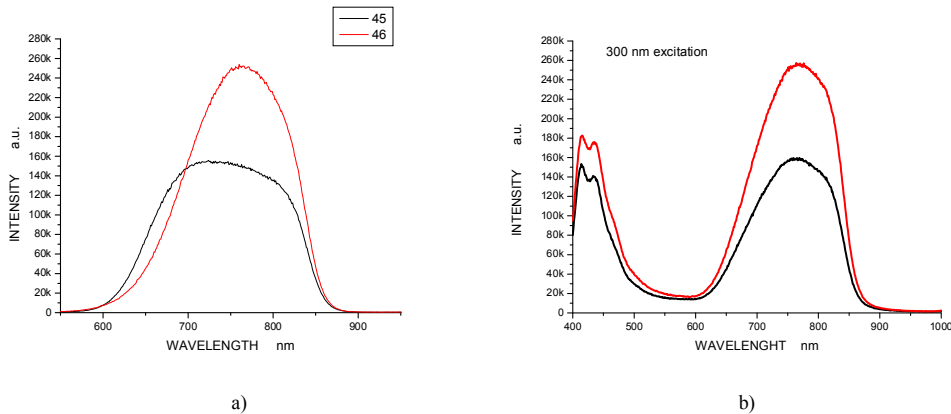 45
46
280k
260k
240k
220k
200k
180k
160k
140k
120k
100k
80k
60k
40k
20k
0
INTENSITY a.u.
600 700 800 900
WAVELENGTH nm
a)
300 nm excitation
280k
260k
240k
220k
200k
180k
160k
140k
120k
100k
80k
60k
40k
20k
0
INTENSITY a.u.
400 500 600 700 800 900 1000
WAVELENGHT nm
b)